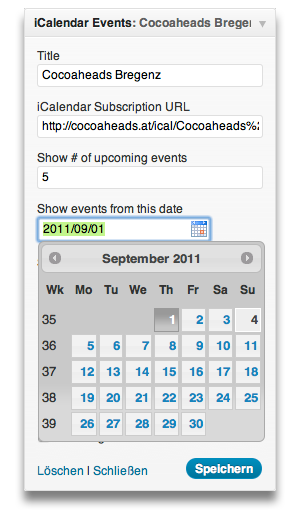 iCalendar Events: Cocoaheads Bregen
Title
Cocoaheads Bregenz
iCalendar Subscription URL
http://cocoaheads.at/ical/Cocoaheads%2
Show # of upcoming events
5
Show events from this date
2011/09/01
September 2011
Wk Mo Tu We Th Fr Sa Su
35 1 2 3 4
36 5 6 7 8 9 10 11
37 12 13 14 15 16 17 18
38 19 20 21 22 23 24 25
39 26 27 28 29 30
Löschen | Schließen
Speichern